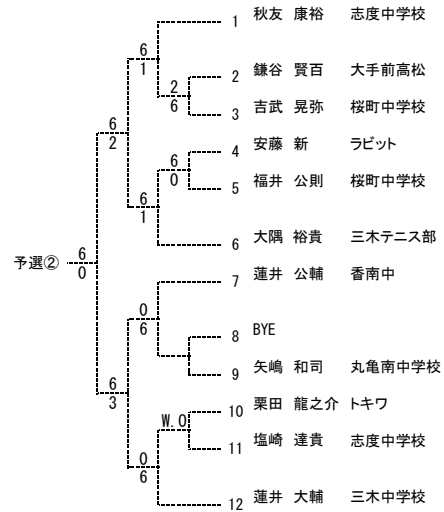 1 秋友 康裕 志度中学校
6
1
2 鎌谷 賢百 大手前高松
2
6
3 吉武 晃弥 桜町中学校
6
2
4 安藤 新 ラビット
6
0
5 福井 公則 桜町中学校
6
1
6 大隅 裕貴 三木テニス部
予選② 6
0
7 蓮井 公輔 香南中
0
6
8 BYE
9 矢嶋 和司 丸亀南中学校
6
3
10 栗田 龍之介 トキワ
W.O
11 塩崎 達貴 志度中学校
0
6
12 蓮井 大輔 三木中学校